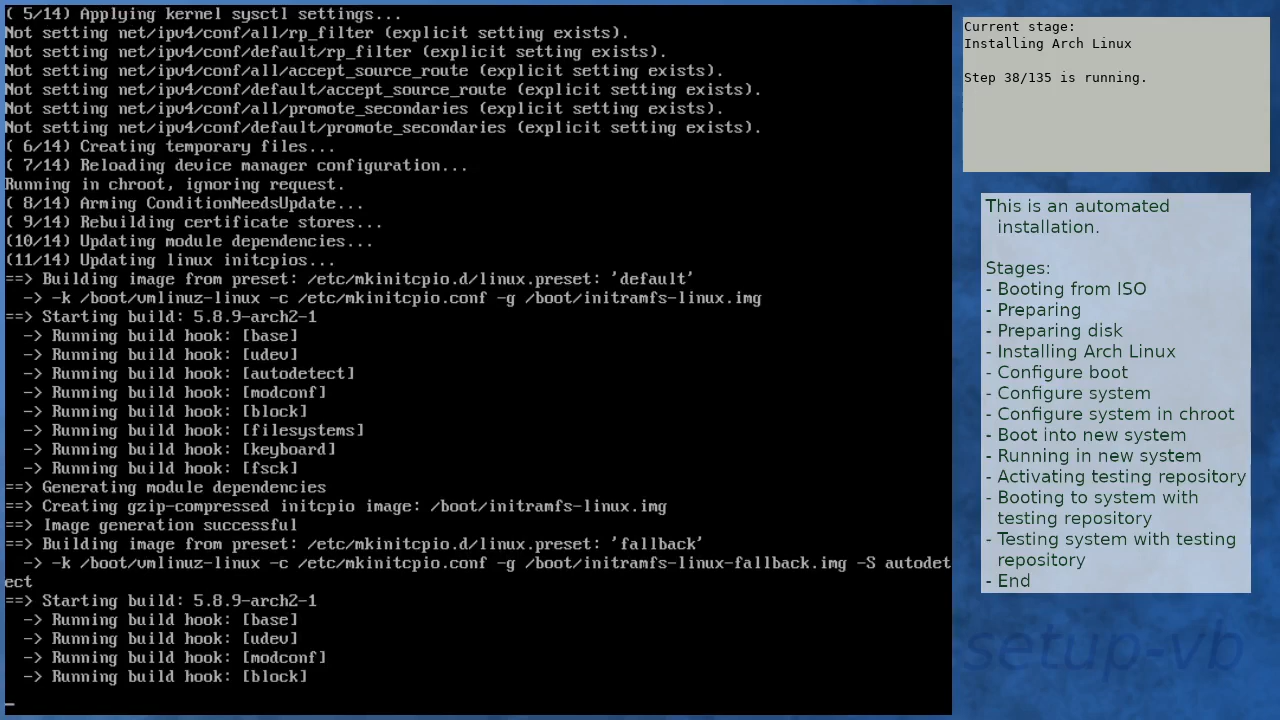 ( 5/14) Applying kernel sysctl settings...
Not setting net/ipv4/conf/all/rp_filter (explicit setting exists).
Not setting net/ipv4/conf/default/rp_filter (explicit setting exists).
Not setting net/ipv4/conf/all/accept_source_route (explicit setting exists).
Not setting net/ipv4/conf/default/accept_source_route (explicit setting exists).
Not setting net/ipv4/conf/all/promote_secondaries (explicit setting exists).
Not setting net/ipv4/conf/default/promote_secondaries (explicit setting exists).
( 6/14) Creating temporary files...
( 7/14) Reloading device manager configuration...
Running in chroot, ignoring request.
( 8/14) Arming ConditionNeedsUpdate...
( 9/14) Rebuilding certificate stores...
(10/14) Updating module dependencies...
(11/14) Updating linux initcpios...
==> Building image from preset: /etc/mkinitcpio.d/linux.preset: 'default'
  -> -k /boot/vmlinuz-linux -c /etc/mkinitcpio.conf -g /boot/initramfs-linux.img
==> Starting build: 5.8.9-arch2-1
  -> Running build hook: [base]
  -> Running build hook: [udev]
  -> Running build hook: [autodetect]
  -> Running build hook: [modconf]
  -> Running build hook: [block]
  -> Running build hook: [filesystems]
  -> Running build hook: [keyboard]
  -> Running build hook: [fsck]
==> Generating module dependencies
==> Creating gzip-compressed initcpio image: /boot/initramfs-linux.img
==> Image generation successful
==> Building image from preset: /etc/mkinitcpio.d/linux.preset: 'fallback'
  -> -k /boot/vmlinuz-linux -c /etc/mkinitcpio.conf -g /boot/initramfs-linux-fallback.img -S autodet
ect
==> Starting build: 5.8.9-arch2-1
  -> Running build hook: [base]
  -> Running build hook: [udev]
  -> Running build hook: [modconf]
  -> Running build hook: [block]
_
Current stage:
Installing Arch Linux
Step 38/135 is running.
This is an automated
installation.
Stages:
- Booting from ISO
- Preparing
- Preparing disk
- Installing Arch Linux
- Configure boot
- Configure system
- Configure system in chroot
- Boot into new system
- Running in new system
- Activating testing repository
- Booting to system with
testing repository
- Testing system with testing
repository
- End
setup-vb